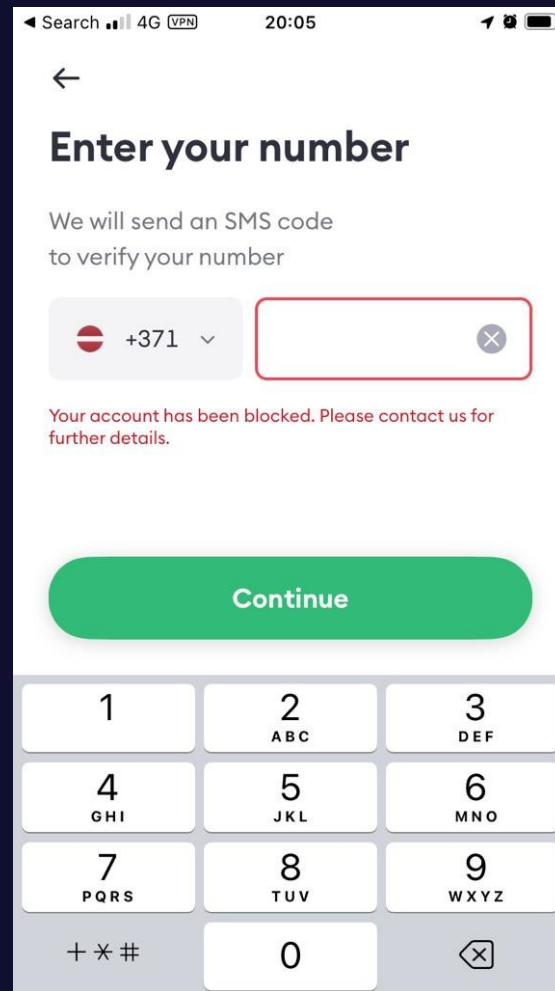 Search 4G VPN 20:05
Enter your number
We will send an SMS code
to verify your number
+371
Your account has been blocked. Please contact us for
further details.
Continue
1 2 3
ABC DEF
4 5 6
GHI JKL MNO
7 8 9
PQRS TUV WXYZ
+*# 0